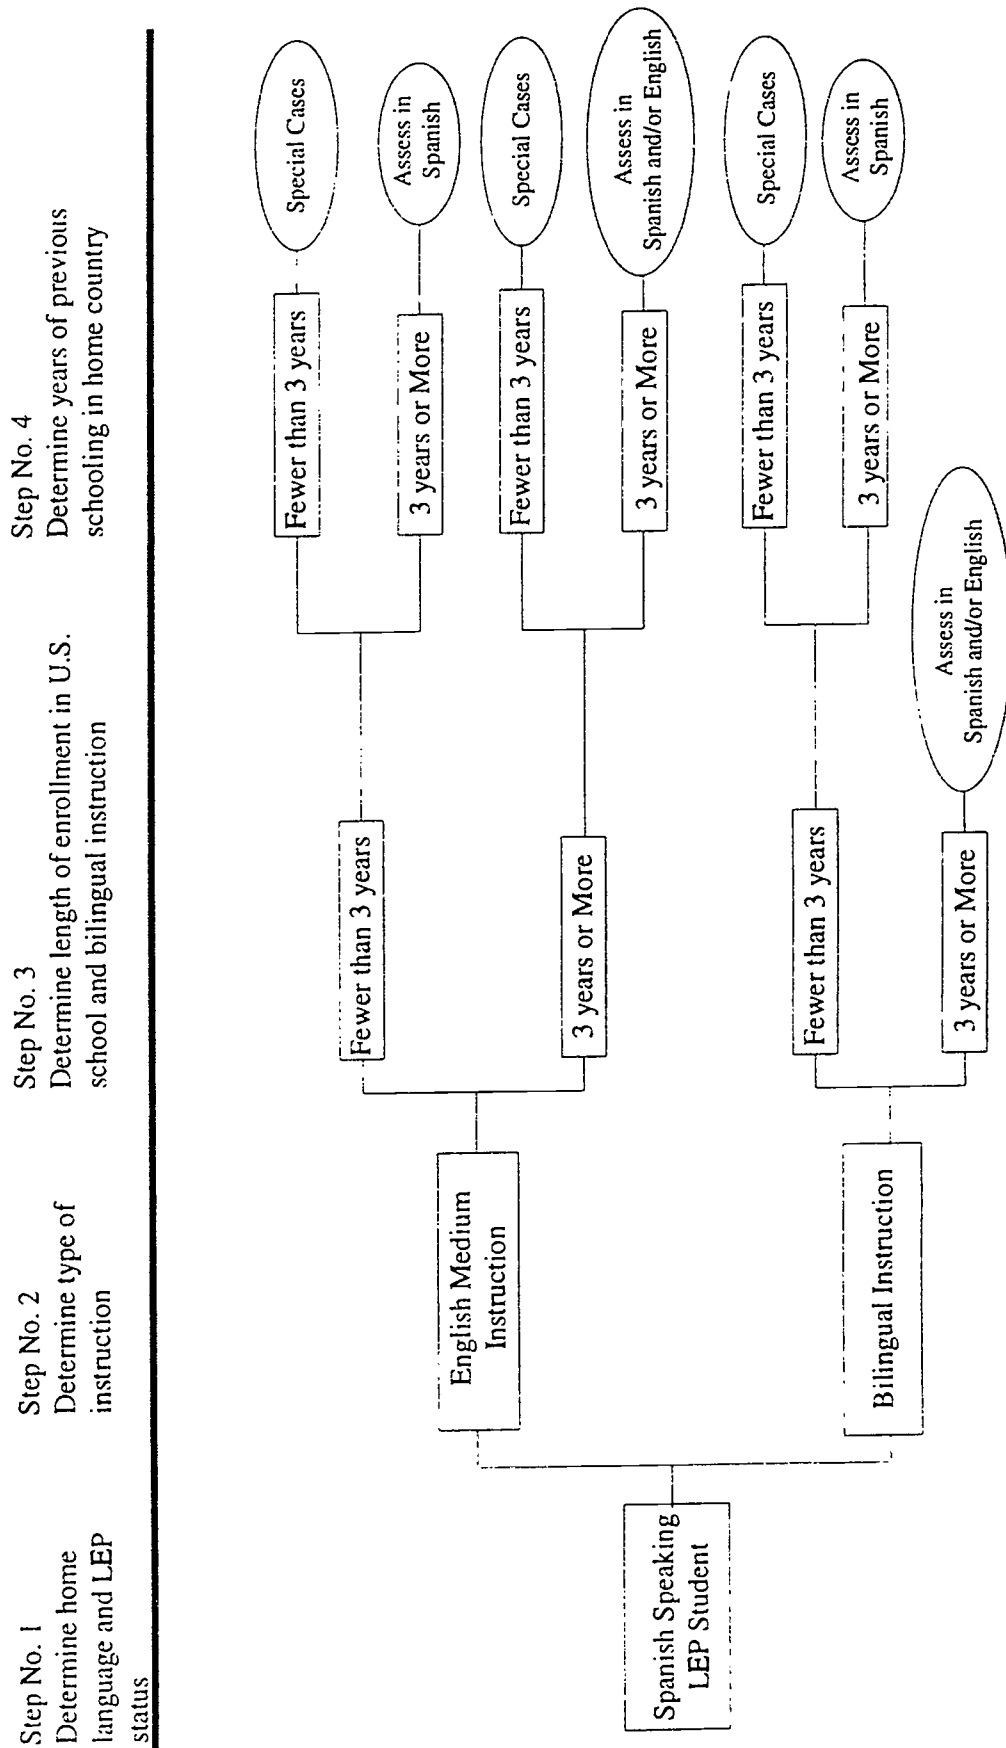 Step No. 1
Determine home
language and LEP
status
Step No. 2
Determine type of
instruction
Step No. 3
Determine length of enrollment in U.S.
school and bilingual instruction
Step No. 4
Determine years of previous
schooling in home country
Spanish Speaking
LEP Student
English Medium
Instruction
Bilingual Instruction
Fewer than 3 years
3 years or More
Fewer than 3 years
3 years or More
Fewer than 3 years
3 years or More
Fewer than 3 years
3 years or More
Fewer than 3 years
3 years or More
Special Cases
Assess in
Spanish
Special Cases
Assess in
Spanish and/or English
Special Cases
Assess in
Spanish
Assess in
Spanish and/or English